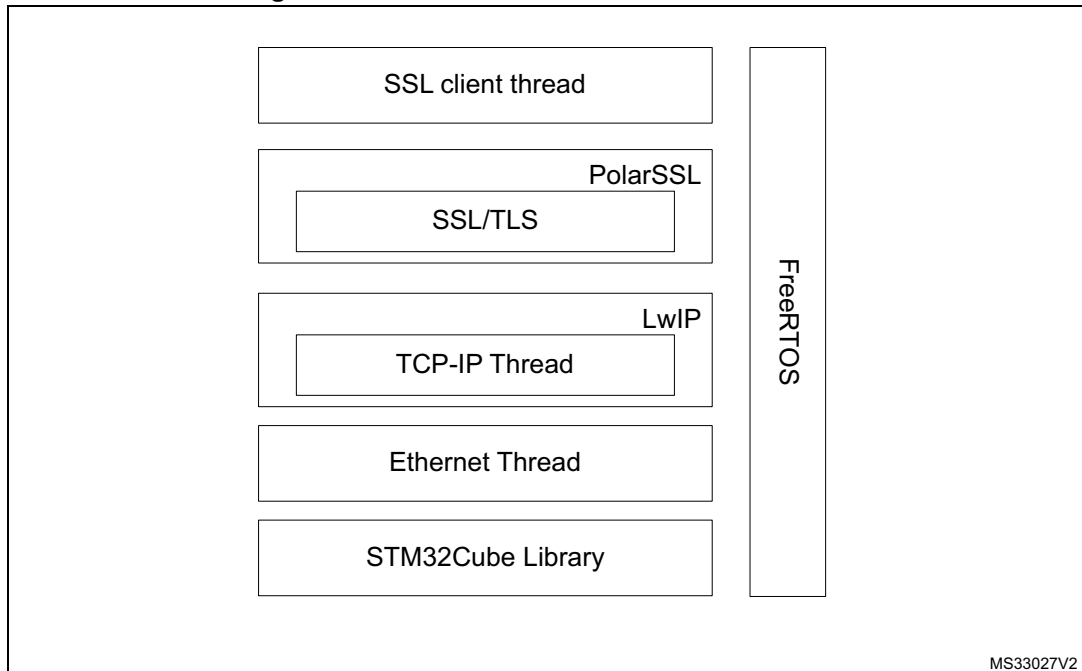 SSL client thread
PolarSSL
SSL/TLS
LwIP
TCP-IP Thread
Ethernet Thread
STM32Cube Library
FreeRTOS
MS33027V2